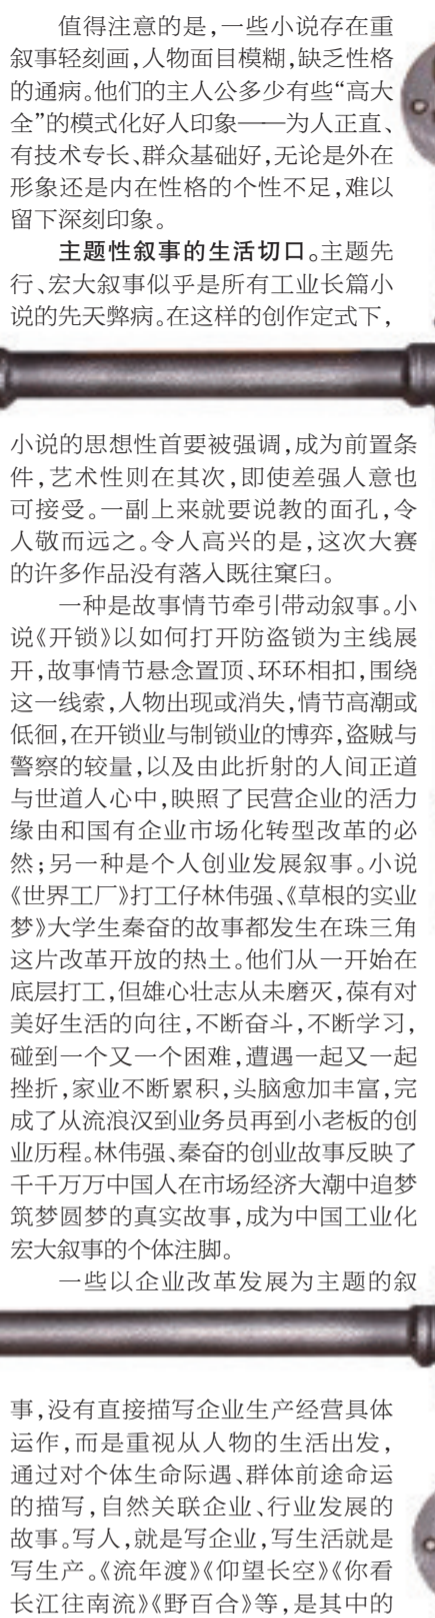 值得注意的是,一些小说存在重
叙事轻刻画,人物面目模糊,缺乏性格
的通病。他们的主人公多少有些“高大
全”的模式化好人印象——为人正直、
有技术专长、群众基础好,无论是外在
形象还是内在性格的个性不足,难以
留下深刻印象。
主题性叙事的生活切口。主题先
行、宏大叙事似乎是所有工业长篇小
说的先天弊病。在这样的创作定式下,
小说的思想性首要被强调,成为前置条
件,艺术性则在其次,即使差强人意也
可接受。一副上来就要说教的面孔,令
人敬而远之。令人高兴的是,这次大赛
的许多作品没有落入既往窠臼。
一种是故事情节牵引带动叙事。小
说《开锁》以如何打开防盗锁为主线展
开,故事情节悬念置顶、环环相扣,围绕
这一线索,人物出现或消失,情节高潮或
低徊,在开锁业与制锁业的博弈,盗贼与
警察的较量,以及由此折射的人间正道
与世道人心中,映照了民营企业的活力
缘由和国有企业市场化转型改革的必
然;另一种是个人创业发展叙事。小说
《世界工厂》打工仔林伟强、《草根的实业
梦》大学生秦奋的故事都发生在珠三角
这片改革开放的热土。他们从一开始在
底层打工,但雄心壮志从未磨灭,葆有对
美好生活的向往,不断奋斗,不断学习,
碰到一个又一个困难,遭遇一起又一起
挫折,家业不断累积,头脑愈加丰富,完
成了从流浪汉到业务员再到小老板的创
业历程。林伟强、秦奋的创业故事反映了
千千万万中国人在市场经济大潮中追梦
筑梦圆梦的真实故事,成为中国工业化
宏大叙事的个体注脚。
一些以企业改革发展为主题的叙
事,没有直接描写企业生产经营具体
运作,而是重视从人物的生活出发,
通过对个体生命际遇、群体前途命运
的描写,自然关联企业、行业发展的
故事。写人,就是写企业,写生活就是
写生产。《流年渡》《仰望长空》《你看
长江往南流》《野百合》等,是其中的